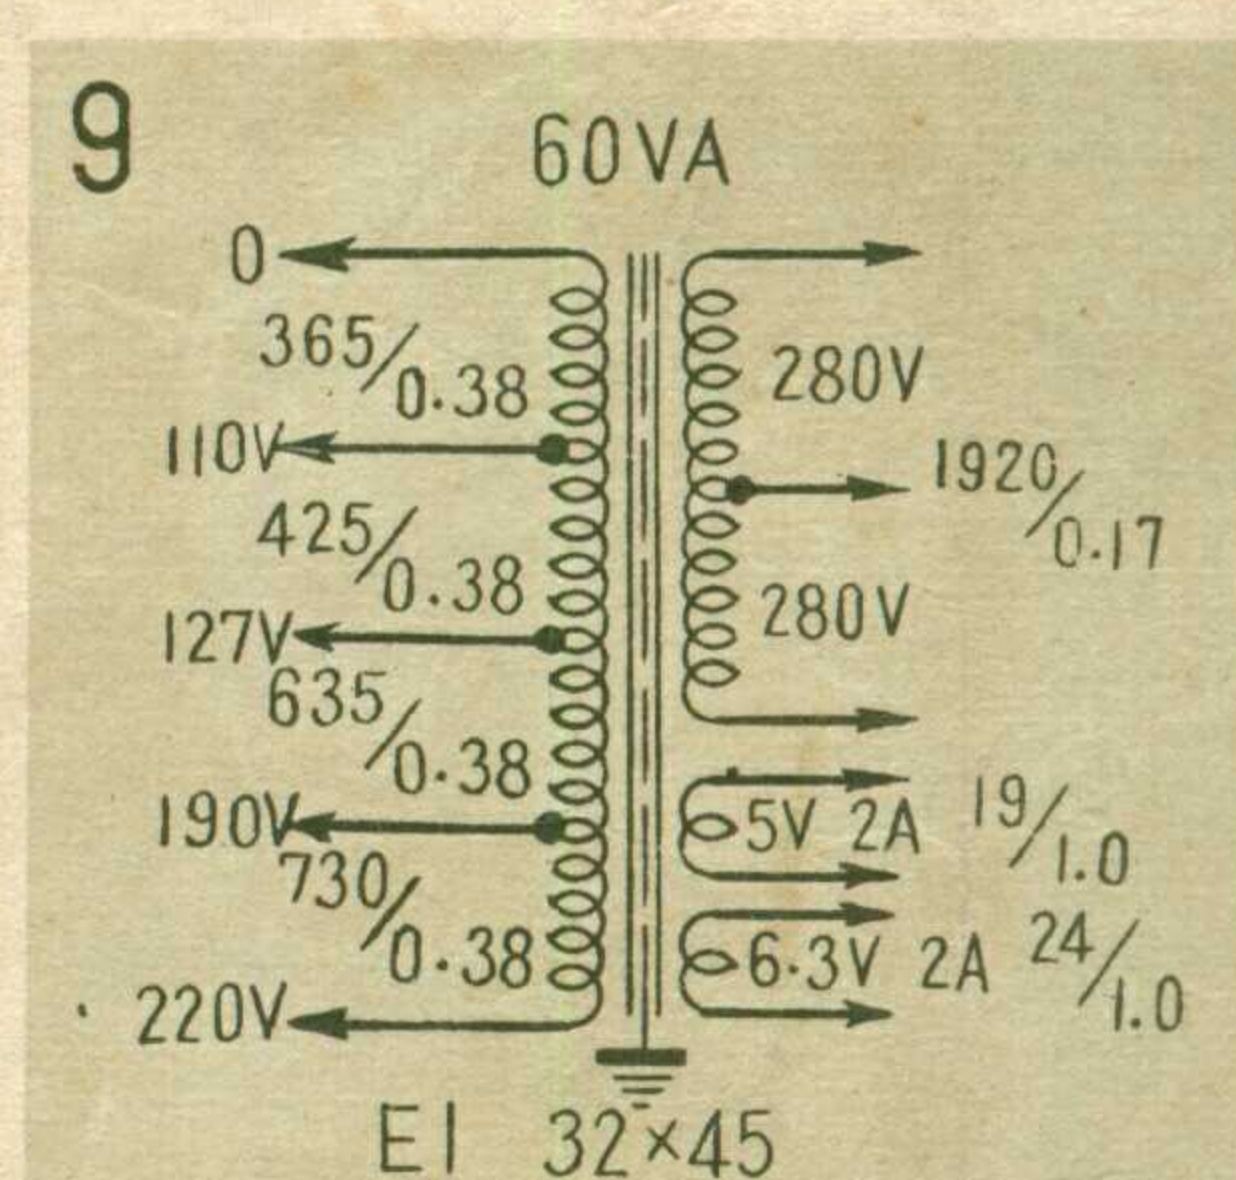 9
60VA
0
365/0.38
280V
110V
1920/0.17
425/0.38
280V
127V
635/0.38
190V
5V 2A 19/1.0
730/0.38
6.3V 2A 24/1.0
220V
EI 32×45